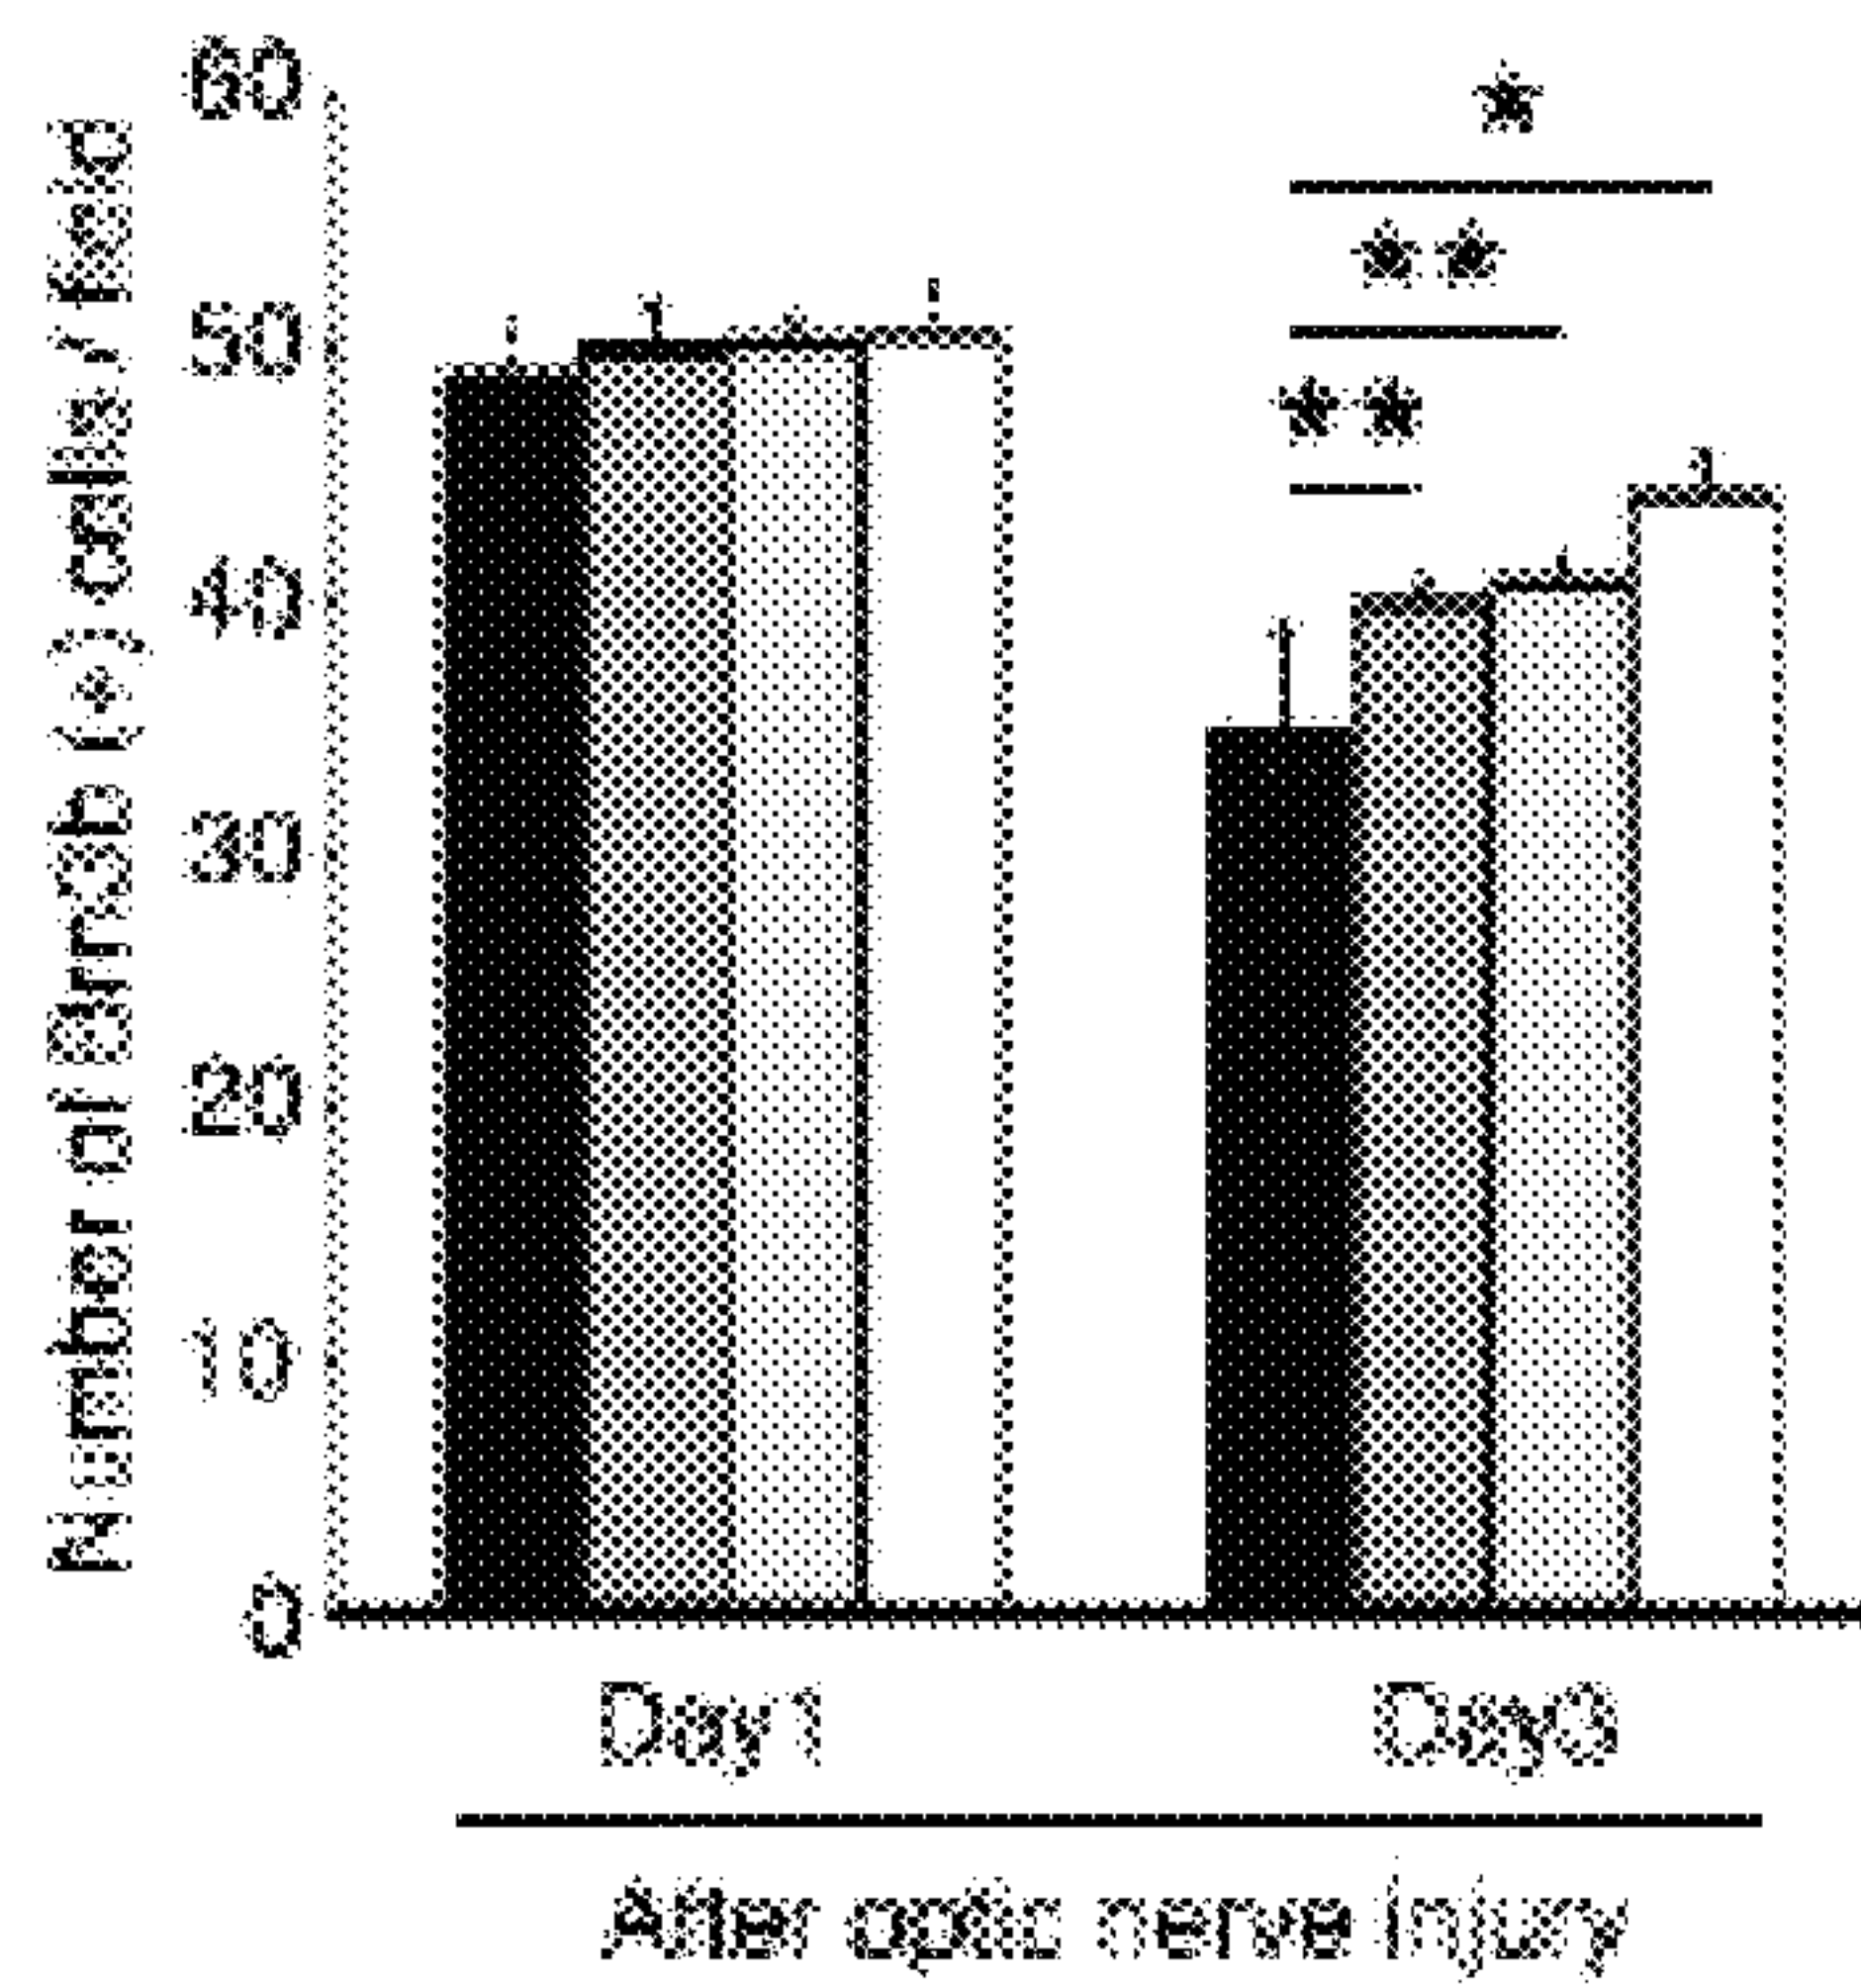 Number of Brn3b (+) cells / field
60
50
40
30
20
10
0
*
**
**
Day1
Day3
After optic nerve injury